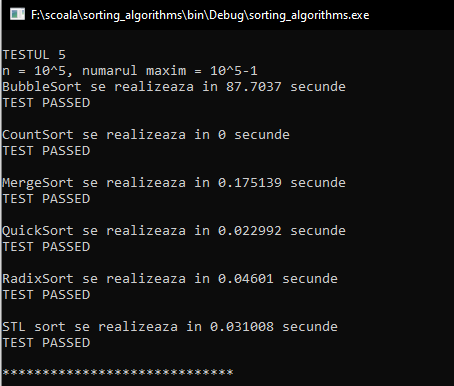 F:\scoala\sorting_algorithms\bin\Debug\sorting_algorithms.exe
TESTUL 5
n = 10^5, numarul maxim = 10^5-1
BubbleSort se realizeaza in 87.7037 secunde
TEST PASSED
CountSort se realizeaza in 0 secunde
TEST PASSED
MergeSort se realizeaza in 0.175139 secunde
TEST PASSED
QuickSort se realizeaza in 0.022992 secunde
TEST PASSED
RadixSort se realizeaza in 0.04601 secunde
TEST PASSED
STL sort se realizeaza in 0.031008 secunde
TEST PASSED
*****************************